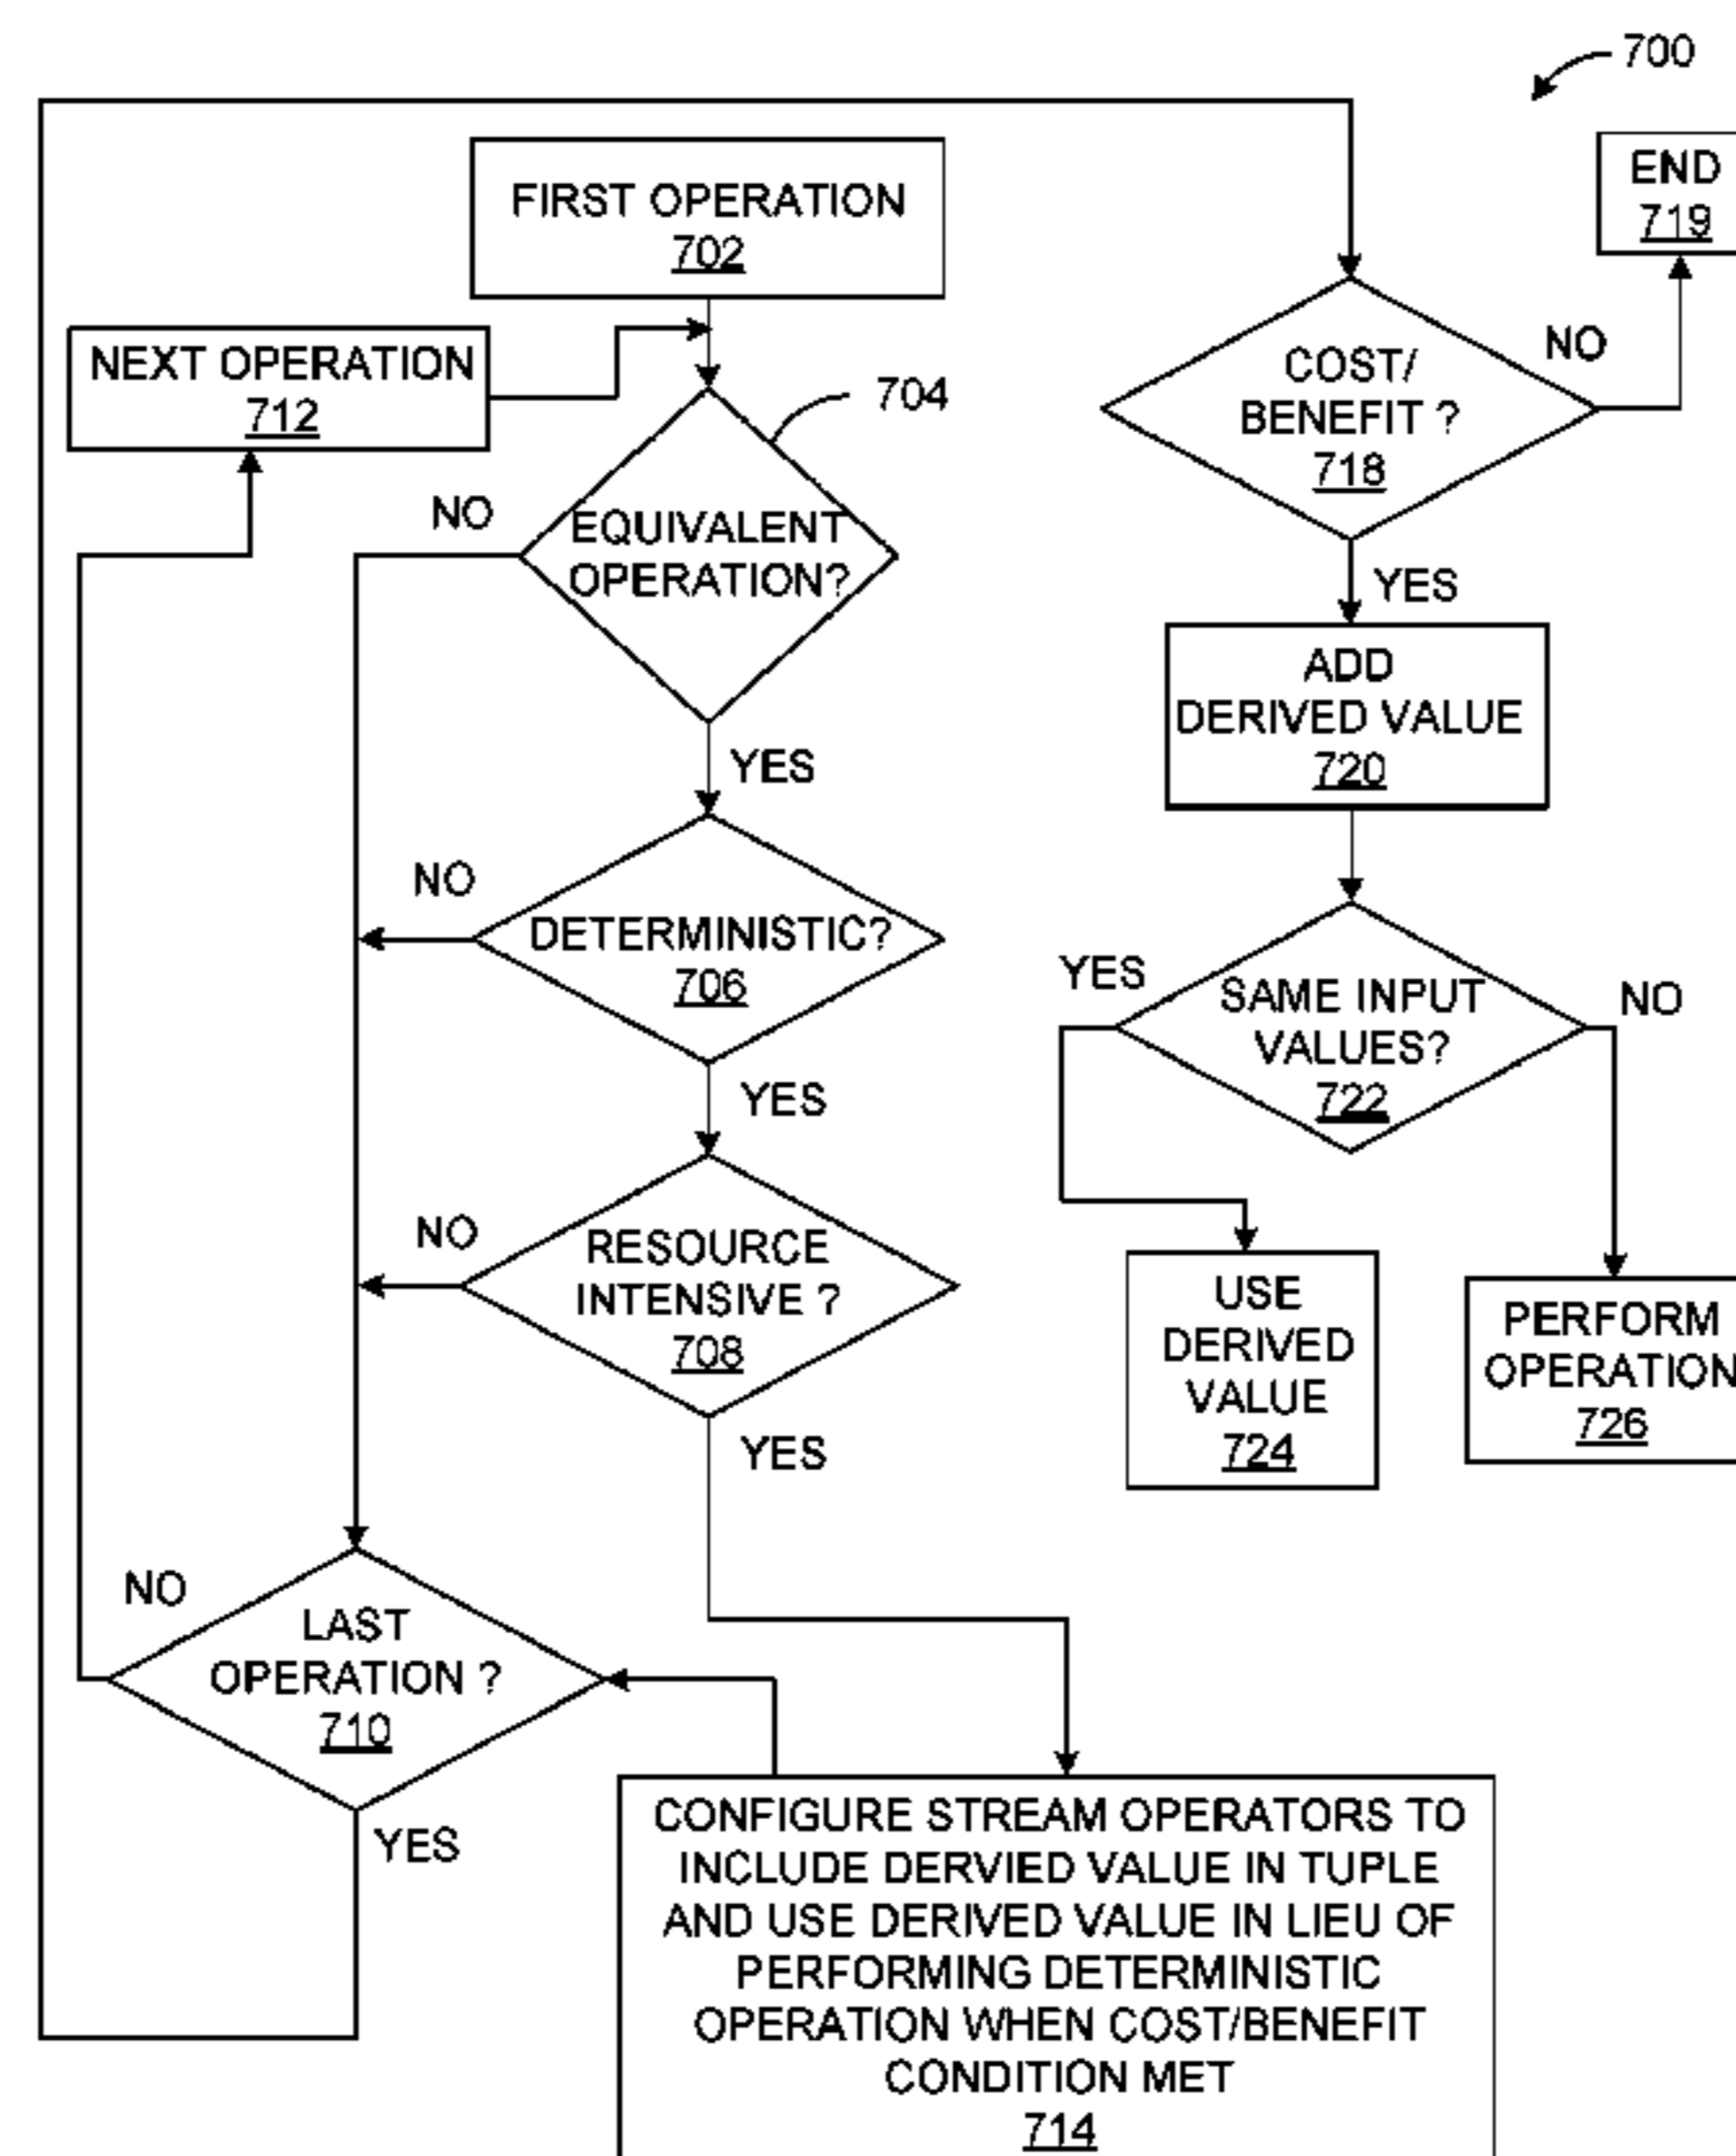 700
FIRST OPERATION
702
END
719
NEXT OPERATION
712
704
COST/
BENEFIT ?
718
NO
NO
EQUIVALENT
OPERATION?
YES
YES
ADD
DERIVED VALUE
720
NO
DETERMINISTIC?
706
YES
YES
SAME INPUT
VALUES?
722
NO
NO
RESOURCE
INTENSIVE ?
708
YES
USE
DERIVED
VALUE
724
PERFORM
OPERATION
726
NO
LAST
OPERATION ?
710
YES
CONFIGURE STREAM OPERATORS TO
INCLUDE DERVIED VALUE IN TUPLE
AND USE DERIVED VALUE IN LIEU OF
PERFORMING DETERMINISTIC
OPERATION WHEN COST/BENEFIT
CONDITION MET
714